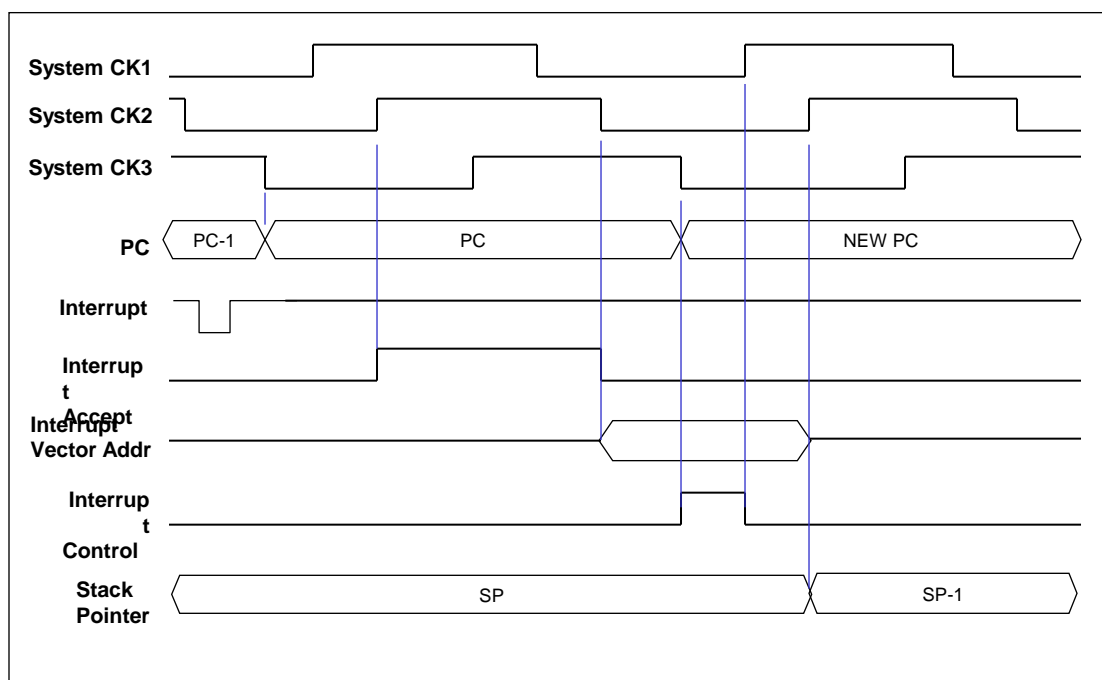 System CK1
System CK2
System CK3
PC
PC-1
PC
NEW PC
Interrupt
Interrup
t
Accept
Interrupt
Vector Addr
Interrup
t
Control
Stack
Pointer
SP
SP-1